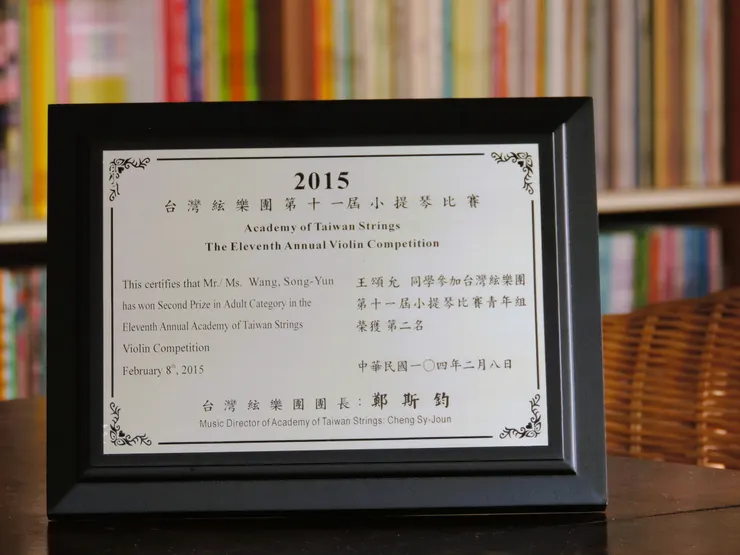 2015
台灣絃樂團第十一屆小提琴比賽
Academy of Taiwan Strings
The Eleventh Annual Violin Competition
This certifies that Mr./ Ms. Wang, Song-Yun
has won Second Prize in Adult Category in the
Eleventh Annual Academy of Taiwan Strings
Violin Competition
February 8th, 2015
王頌允 同學參加台灣絃樂團
第十一屆小提琴比賽青年組
榮獲 第二名
中華民國一〇四年二月八日
台灣絃樂團團長：鄭斯鈞
Music Director of Academy of Taiwan Strings: Cheng Sy-Joun